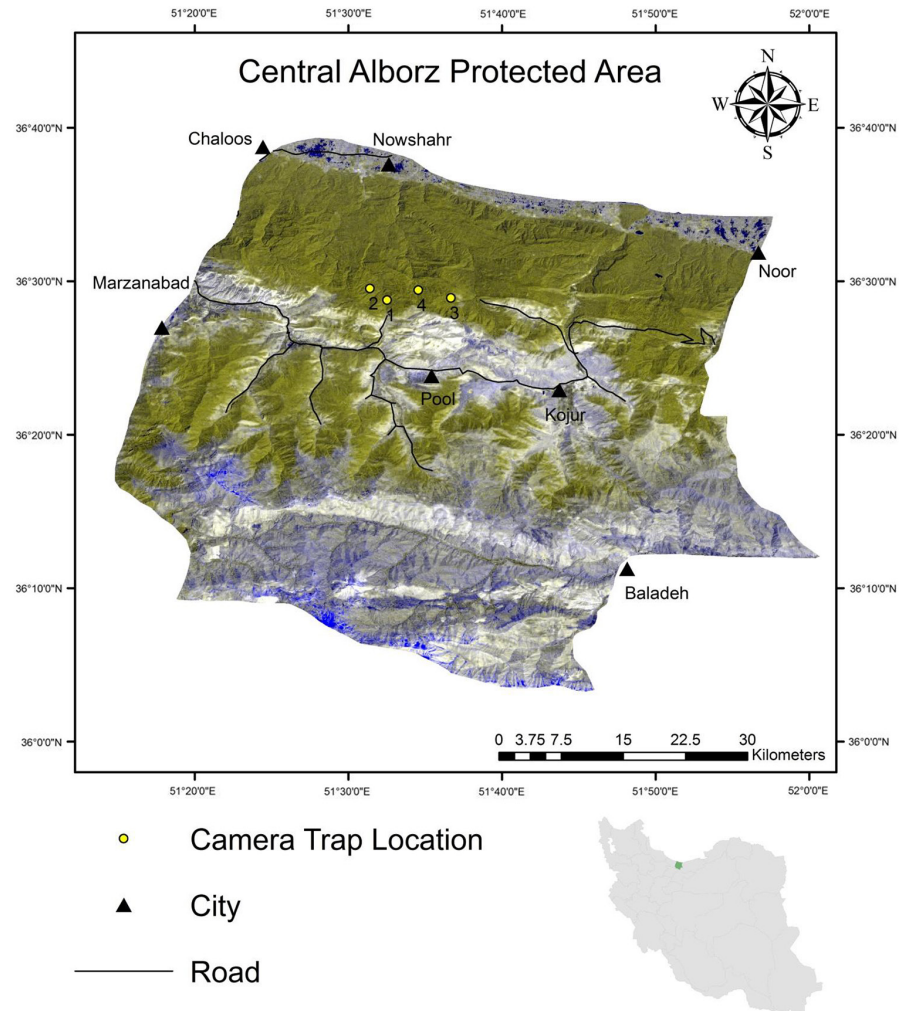 51°20'0"E 51°30'0"E 51°40'0"E 51°50'0"E 52°0'0"E
Central Alborz Protected Area
N
W E
S
36°40'0"N 36°40'0"N
Chaloos
Nowshahr
Noor
36°30'0"N 36°30'0"N
Marzanabad
2 1 4 3
Pool
Kojur
36°20'0"N 36°20'0"N
36°10'0"N 36°10'0"N
Baladeh
0 3.75 7.5 15 22.5 30
Kilometers
36°0'0"N 36°0'0"N
51°20'0"E 51°30'0"E 51°40'0"E 51°50'0"E 52°0'0"E
Camera Trap Location
City
Road